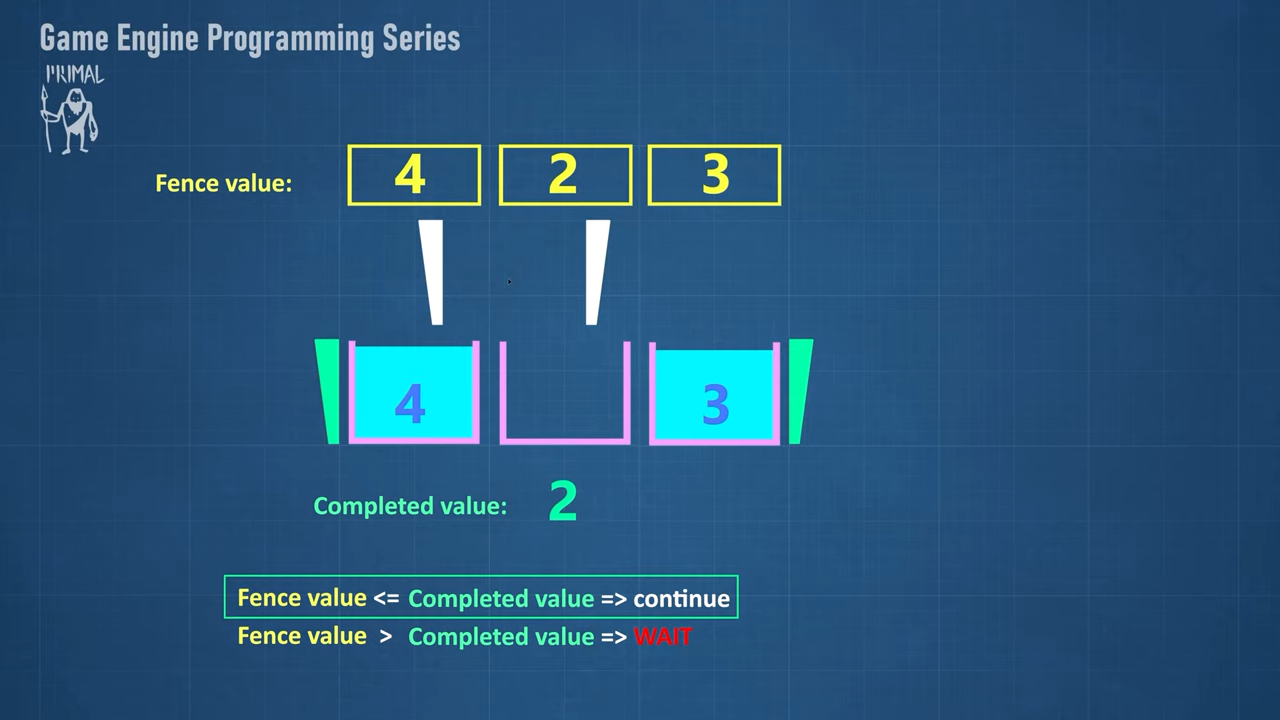 Game Engine Programming Series
PRIMAL
Fence value: 4 2 3
4 3
Completed value: 2
Fence value <= Completed value => continue
Fence value > Completed value => WAIT